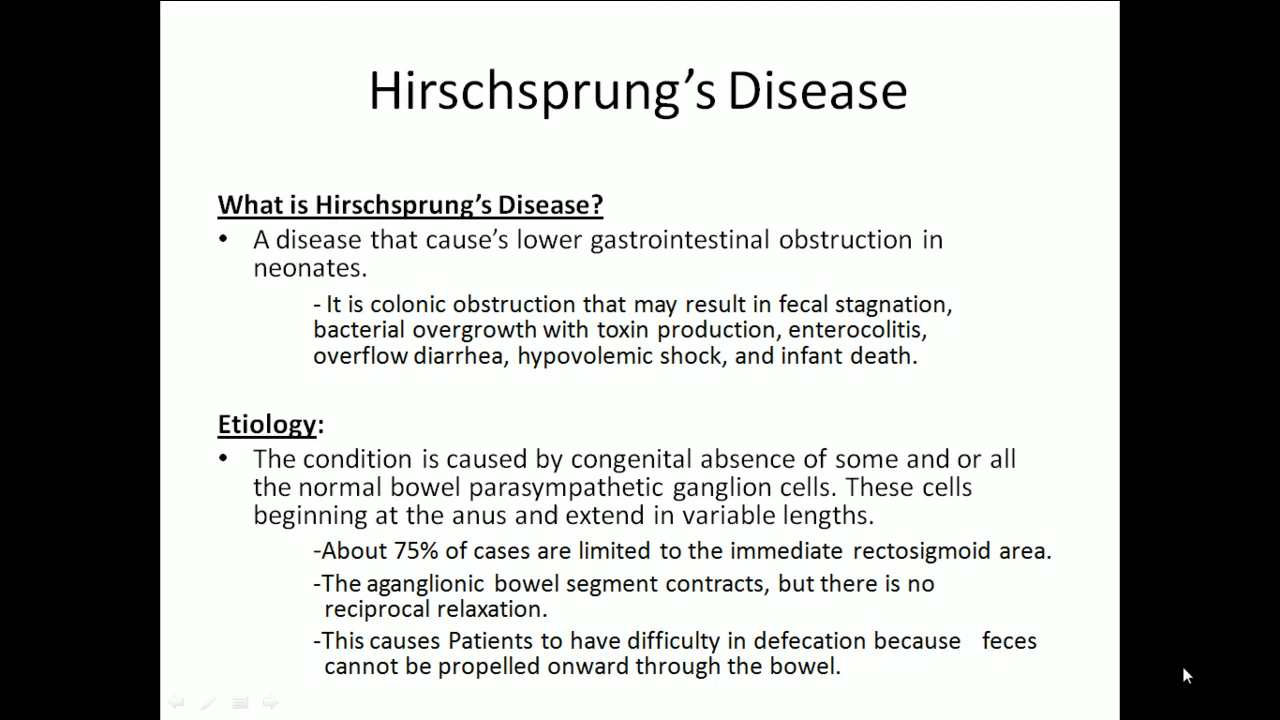 Hirschsprung’s Disease
What is Hirschsprung’s Disease?
• A disease that cause’s lower gastrointestinal obstruction in
neonates.
- It is colonic obstruction that may result in fecal stagnation,
bacterial overgrowth with toxin production, enterocolitis,
overflow diarrhea, hypovolemic shock, and infant death.
Etiology:
• The condition is caused by congenital absence of some and or all
the normal bowel parasympathetic ganglion cells. These cells
beginning at the anus and extend in variable lengths.
-About 75% of cases are limited to the immediate rectosigmoid area.
-The aganglionic bowel segment contracts, but there is no
reciprocal relaxation.
-This causes Patients to have difficulty in defecation because feces
cannot be propelled onward through the bowel.